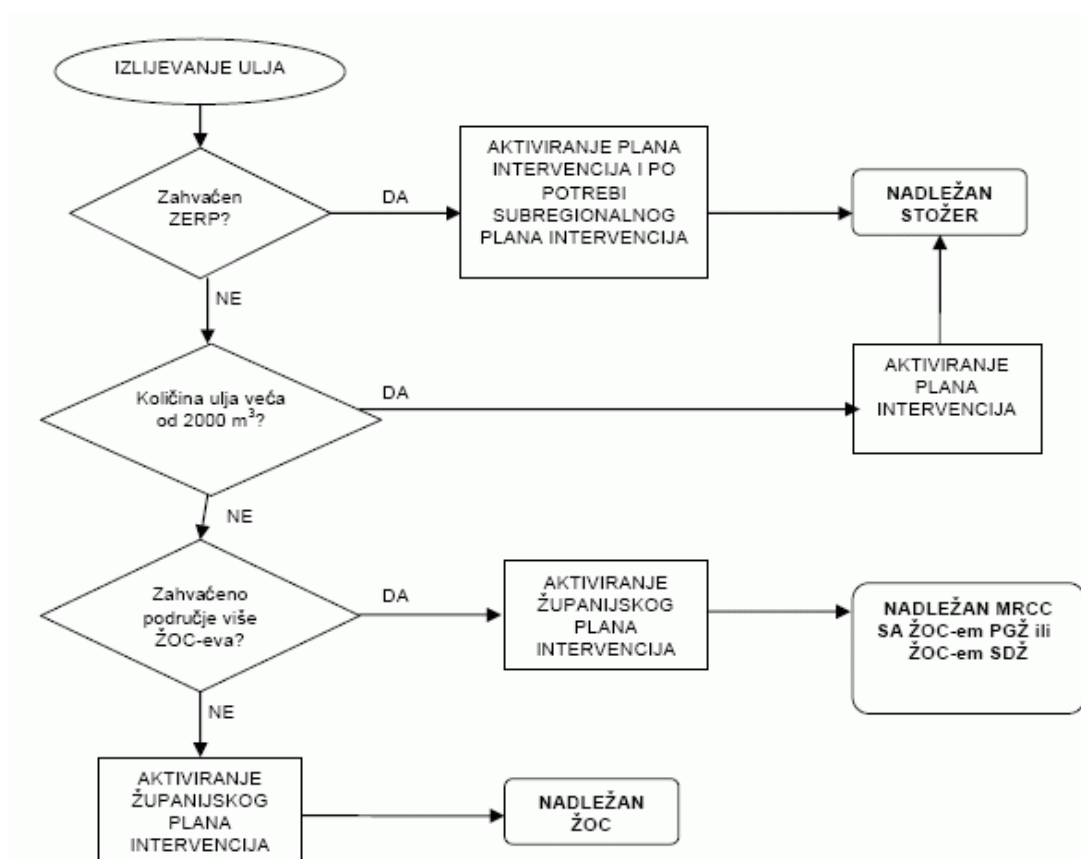 IZLIJEVANJE ULJA
Zahvaćen
ZERP?
DA
AKTIVIRANJE PLANA
INTERVENCIJA I PO
POTREBI
SUBREGIONALNOG
PLANA INTERVENCIJA
NADLEŽAN
STOŽER
NE
Količina ulja veća
od 2000 m³?
DA
AKTIVIRANJE
PLANA
INTERVENCIJA
NE
Zahvaćeno
područje više
ŽOC-eva?
DA
AKTIVIRANJE
ŽUPANIJSKOG
PLANA
INTERVENCIJA
NADLEŽAN MRCC
SA ŽOC-em PGŽ ili
ŽOC-em SDŽ
NE
AKTIVIRANJE
ŽUPANIJSKOG
PLANA
INTERVENCIJA
NADLEŽAN
ŽOC